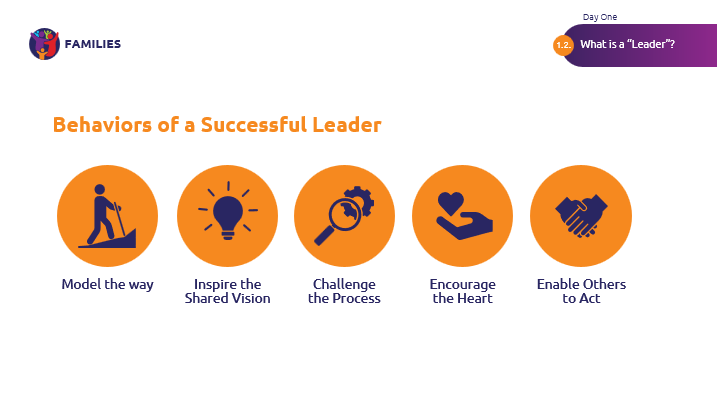 Day One
FAMILIES
1.2.
What is a “Leader”?
Behaviors of a Successful Leader
Model the way
Inspire the
Shared Vision
Challenge
the Process
Encourage
the Heart
Enable Others
to Act